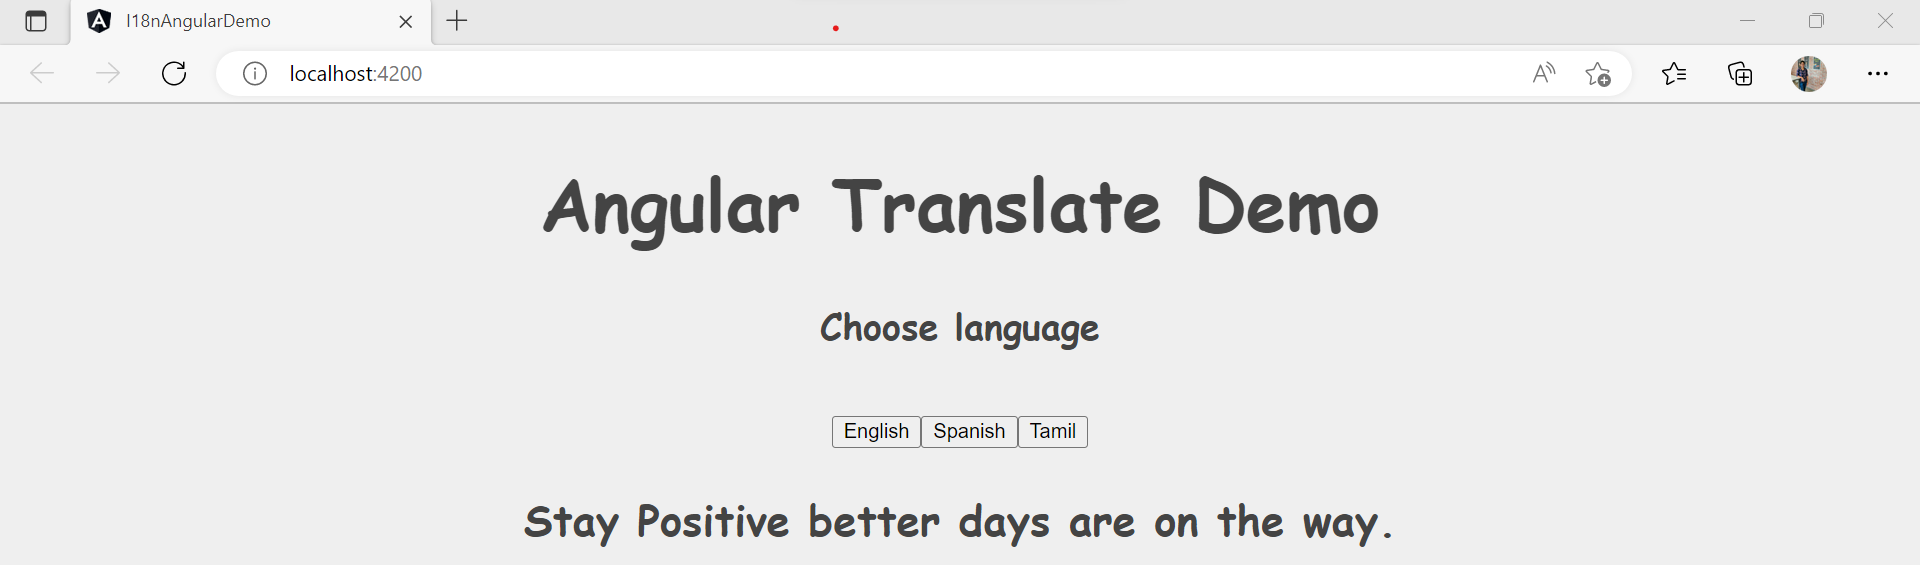 I18nAngularDemo
localhost:4200
Angular Translate Demo
Choose language
English Spanish Tamil
Stay Positive better days are on the way.